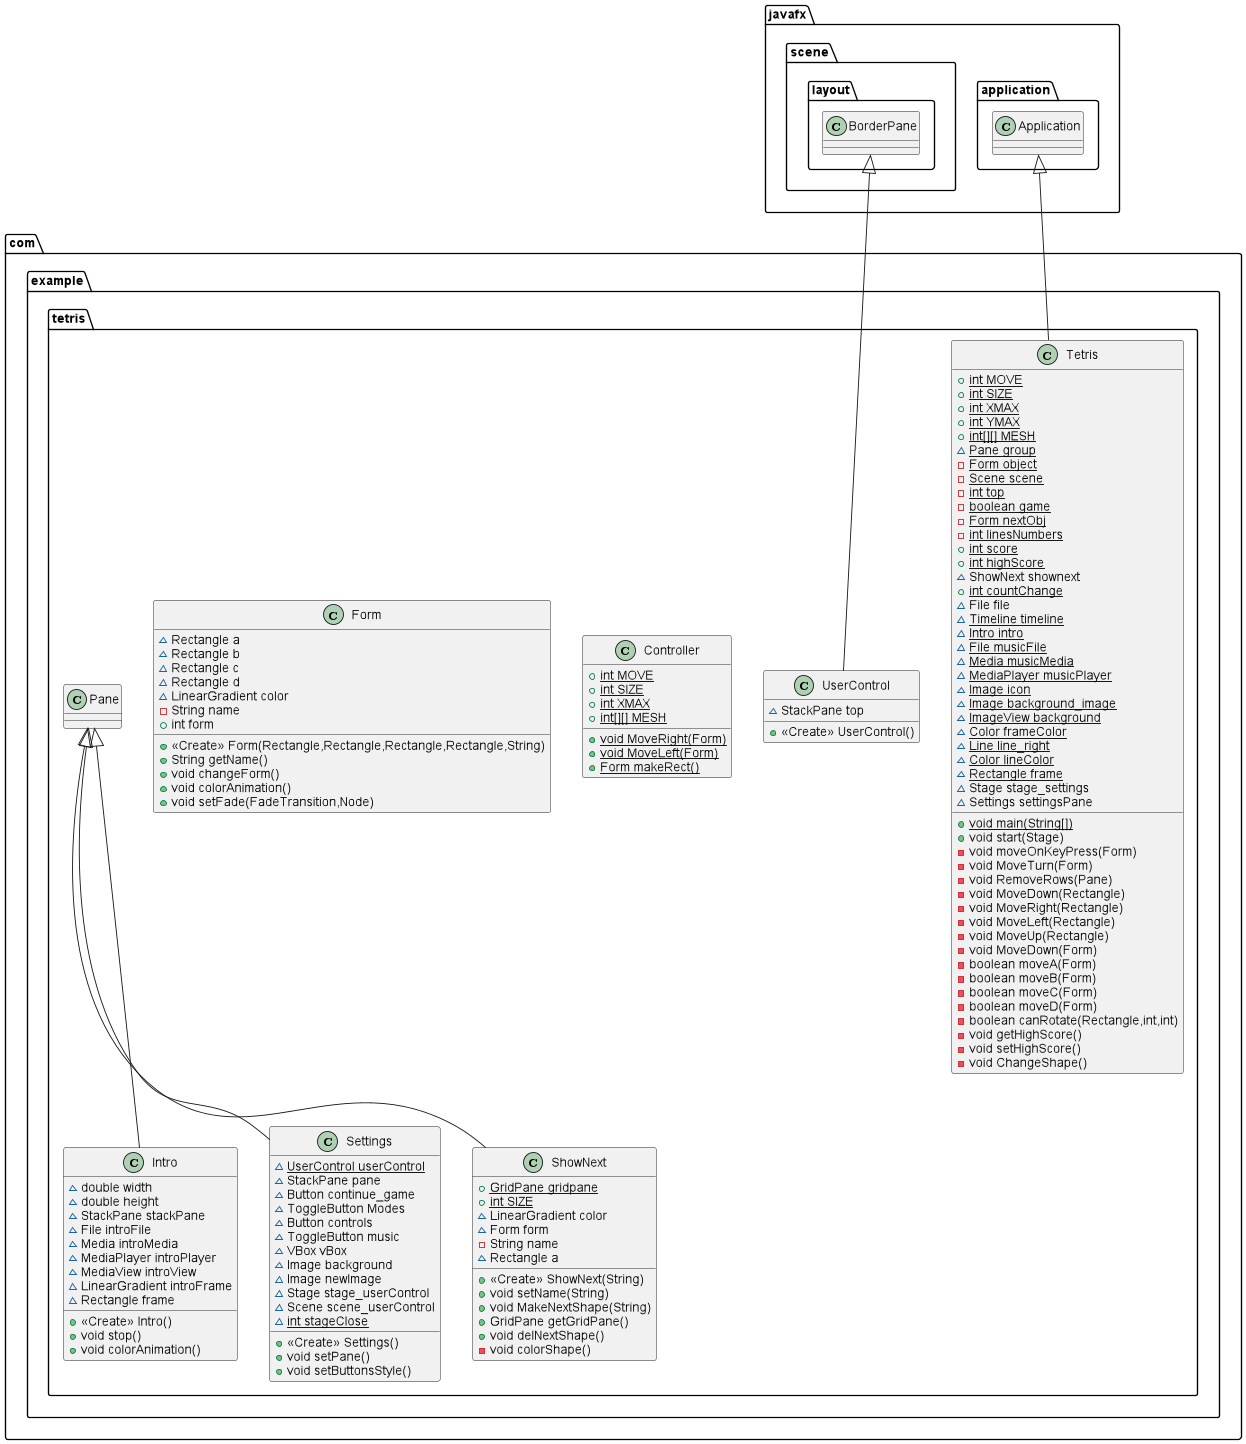 javafx
scene
layout
C BorderPane
application
C Application
com
example
tetris
C Tetris
int MOVE
int SIZE
int XMAX
int YMAX
int[][] MESH
Pane group
Form object
Scene scene
int top
boolean game
Form nextObj
int linesNumbers
int score
int highScore
ShowNext shownext
int countChange
File file
Timeline timeline
Intro intro
File musicFile
Media musicMedia
MediaPlayer musicPlayer
Image icon
Image background_image
ImageView background
Color frameColor
Line line_right
Color lineColor
Rectangle frame
Stage stage_settings
Settings settingsPane
void main(String[])
void start(Stage)
void moveOnKeyPress(Form)
void MoveTurn(Form)
void RemoveRows(Pane)
void MoveDown(Rectangle)
void MoveRight(Rectangle)
void MoveLeft(Rectangle)
void MoveUp(Rectangle)
void MoveDown(Form)
boolean moveA(Form)
boolean moveB(Form)
boolean moveC(Form)
boolean moveD(Form)
boolean canRotate(Rectangle,int,int)
void getHighScore()
void setHighScore()
void ChangeShape()
C Form
Rectangle a
Rectangle b
Rectangle c
Rectangle d
LinearGradient color
String name
int form
«Create» Form(Rectangle,Rectangle,Rectangle,Rectangle,String)
String getName()
void changeForm()
void colorAnimation()
void setFade(FadeTransition,Node)
C Controller
int MOVE
int SIZE
int XMAX
int[][] MESH
void MoveRight(Form)
void MoveLeft(Form)
Form makeRect()
C UserControl
StackPane top
«Create» UserControl()
C Pane
C Intro
double width
double height
StackPane stackPane
File introFile
Media introMedia
MediaPlayer introPlayer
MediaView introView
LinearGradient introFrame
Rectangle frame
«Create» Intro()
void stop()
void colorAnimation()
C Settings
UserControl userControl
StackPane pane
Button continue_game
ToggleButton Modes
Button controls
ToggleButton music
VBox vBox
Image background
Image newImage
Stage stage_userControl
Scene scene_userControl
int stageClose
«Create» Settings()
void setPane()
void setButtonsStyle()
C ShowNext
GridPane gridpane
int SIZE
LinearGradient color
Form form
String name
Rectangle a
«Create» ShowNext(String)
void setName(String)
void MakeNextShape(String)
GridPane getGridPane()
void delNextShape()
void colorShape()